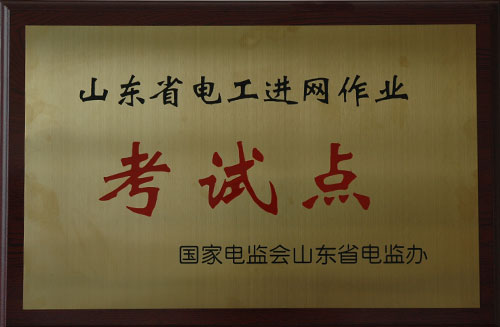 山东省电工进网作业
考试点
国家电监会山东省电监办